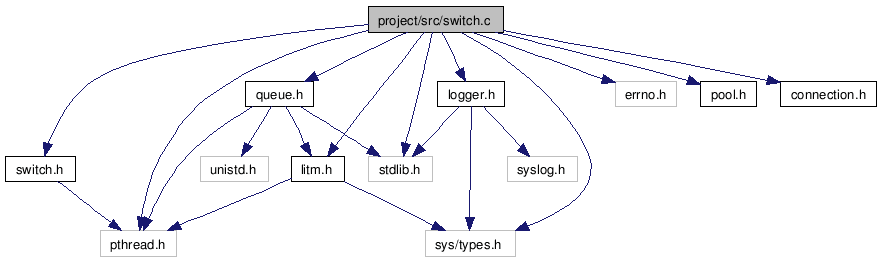 project/src/switch.c
queue.h
logger.h
errno.h
pool.h
connection.h
switch.h
unistd.h
litm.h
stdlib.h
syslog.h
pthread.h
sys/types.h